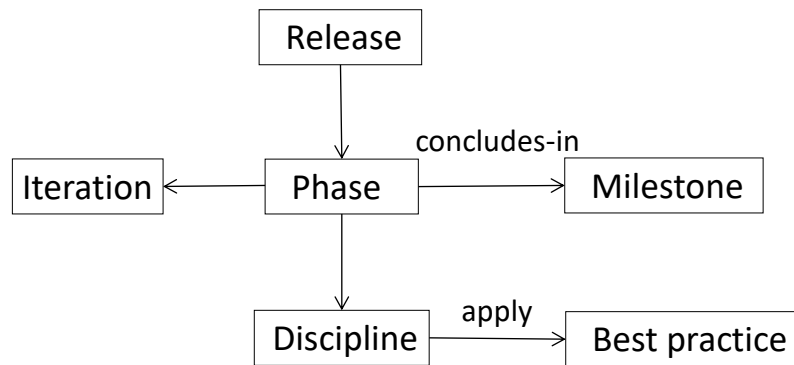 Release
concludes-in
Iteration
Phase
Milestone
apply
Discipline
Best practice